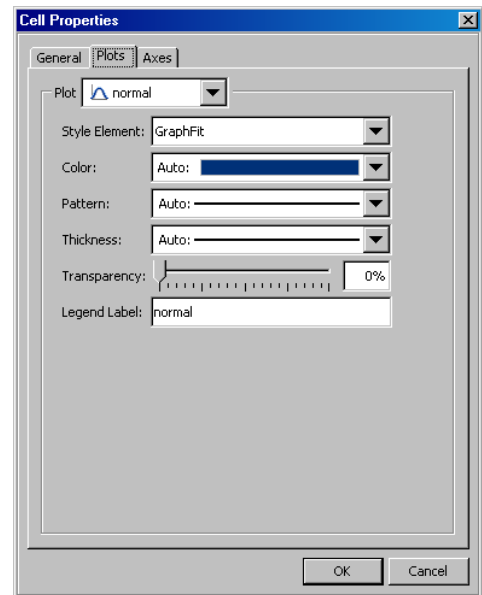 Cell Properties
General Plots Axes
Plot normal
Style Element: GraphFit
Color: Auto:
Pattern: Auto:
Thickness: Auto:
Transparency: 0%
Legend Label: normal
OK Cancel